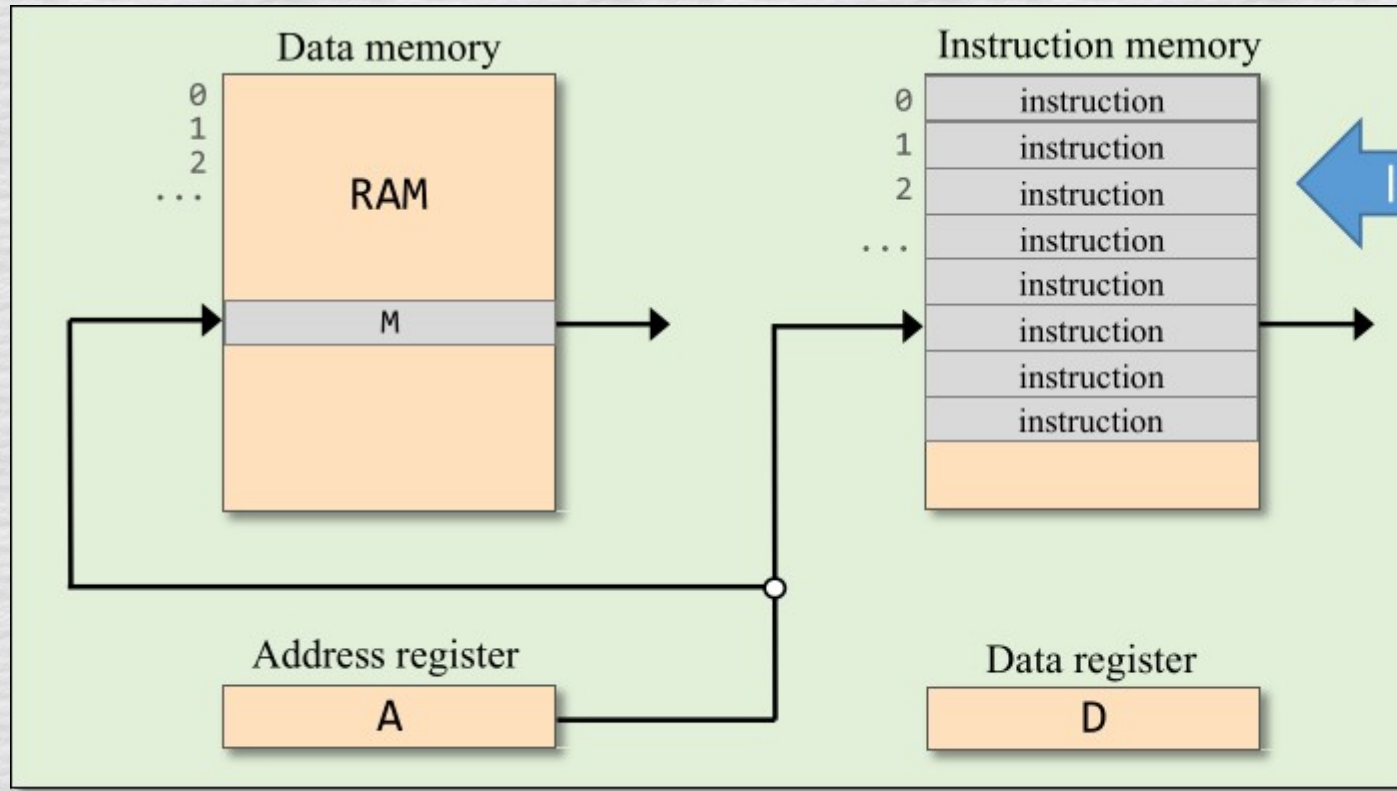 Data memory
0
1
2
...
RAM
M
Instruction memory
0
1
2
...
instruction
instruction
instruction
instruction
instruction
instruction
instruction
instruction
Address register
A
Data register
D